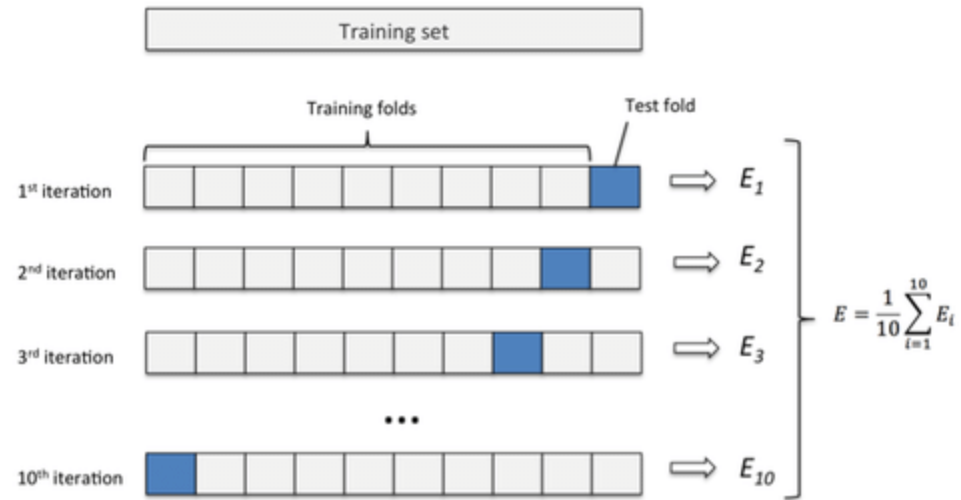 Training set
Training folds
Test fold
1st iteration
E1
2nd iteration
E2
3rd iteration
E3
E = 1/10 ∑ i=1 10 Ei
...
10th iteration
E10